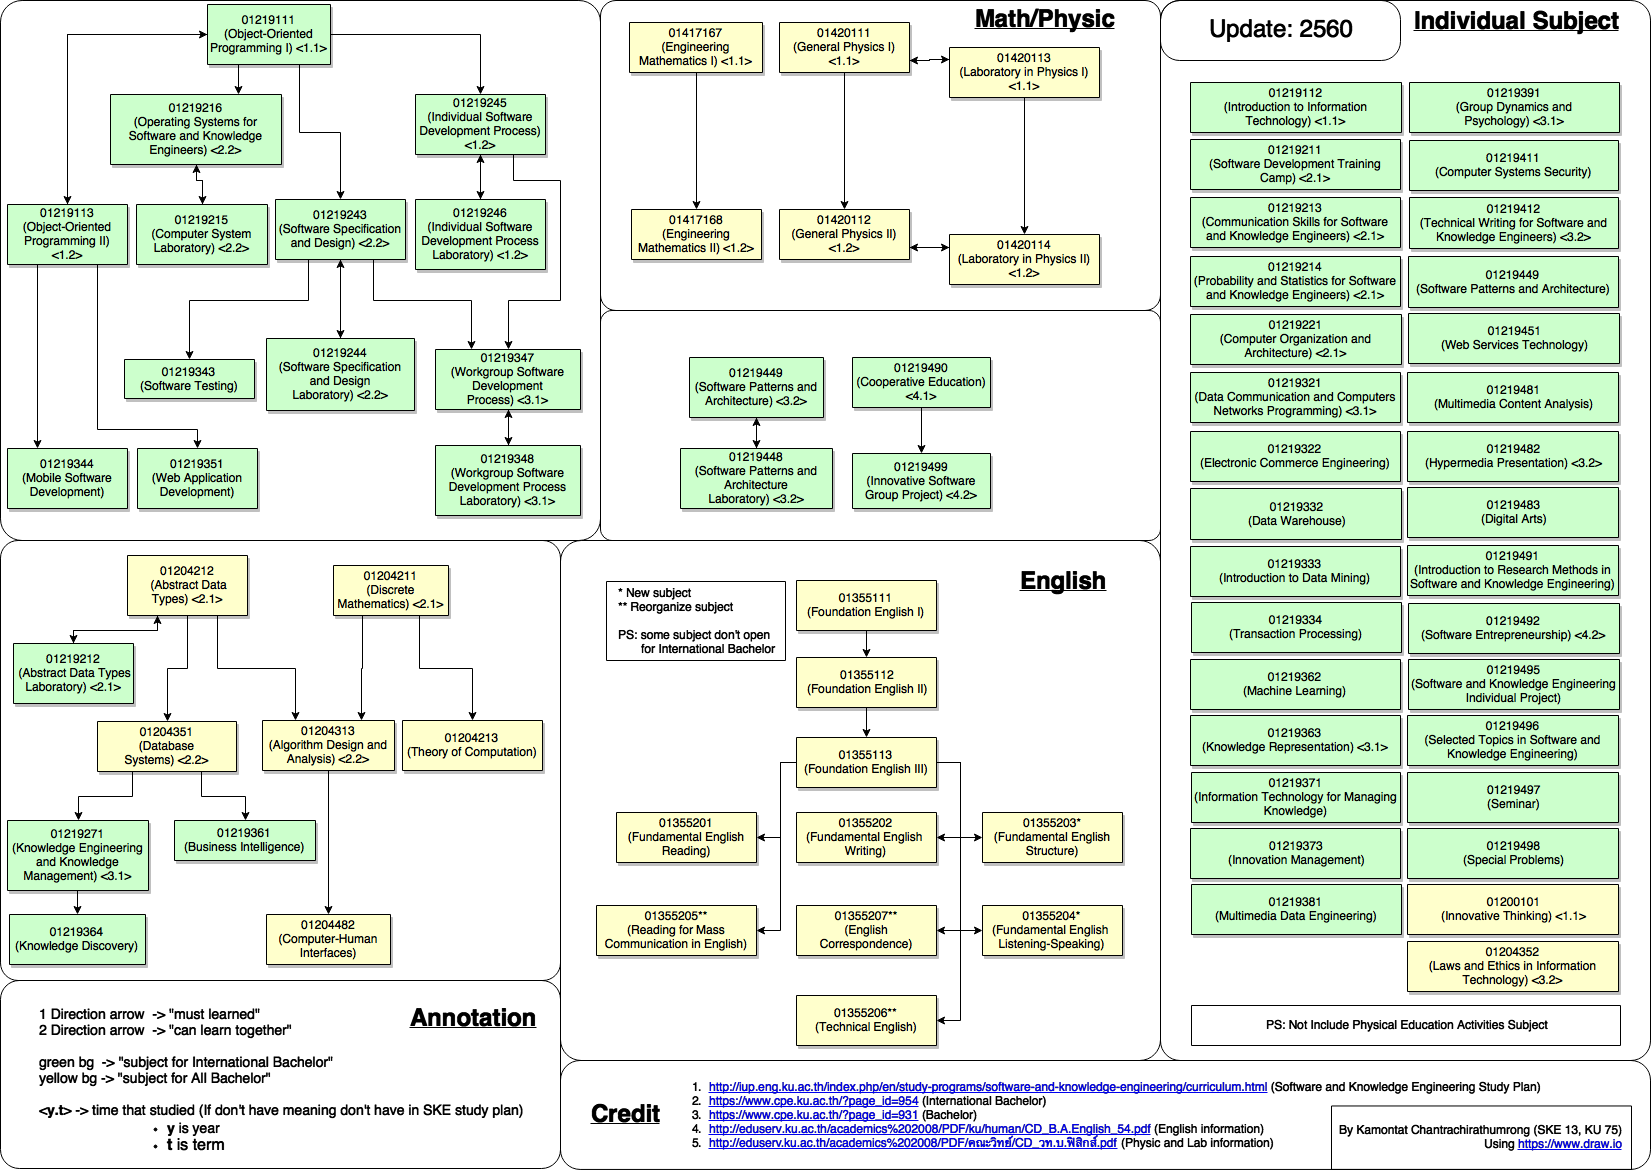 01219111
(Object-Oriented
Programming I) <1.1>
01219216
(Operating Systems for
Software and Knowledge
Engineers) <2.2>
01219245
(Individual Software
Development Process)
<1.2>
01219113
(Object-Oriented
Programming II)
<1.2>
01219215
(Computer System
Laboratory) <2.2>
01219243
(Software Specification
and Design) <2.2>
01219246
(Individual Software
Development Process
Laboratory) <1.2>
01219343
(Software Testing)
01219244
(Software Specification
and Design
Laboratory) <2.2>
01219347
(Workgroup Software
Development
Process) <3.1>
01219344
(Mobile Software
Development)
01219351
(Web Application
Development)
01219348
(Workgroup Software
Development Process
Laboratory) <3.1>
Math/Physic
01417167
(Engineering
Mathematics I) <1.1>
01420111
(General Physics I)
<1.1>
01420113
(Laboratory in Physics I)
<1.1>
01417168
(Engineering
Mathematics II) <1.2>
01420112
(General Physics II)
<1.2>
01420114
(Laboratory in Physics II)
<1.2>
01219449
(Software Patterns and
Architecture) <3.2>
01219490
(Cooperative Education)
<4.1>
01219448
(Software Patterns and
Architecture
Laboratory) <3.2>
01219499
(Innovative Software
Group Project) <4.2>
Update: 2560
Individual Subject
01219112
(Introduction to Information
Technology) <1.1>
01219391
(Group Dynamics and
Psychology) <3.1>
01219211
(Software Development Training
Camp) <2.1>
01219411
(Computer Systems Security)
01219213
(Communication Skills for Software
and Knowledge Engineers) <2.1>
01219412
(Technical Writing for Software and
Knowledge Engineers) <3.2>
01219214
(Probability and Statistics for Software
and Knowledge Engineers) <2.1>
01219449
(Software Patterns and Architecture)
01219221
(Computer Organization and
Architecture) <2.1>
01219451
(Web Services Technology)
01219321
(Data Communication and Computers
Networks Programming) <3.1>
01219481
(Multimedia Content Analysis)
01219322
(Electronic Commerce Engineering)
01219482
(Hypermedia Presentation) <3.2>
01219332
(Data Warehouse)
01219483
(Digital Arts)
01219333
(Introduction to Data Mining)
01219491
(Introduction to Research Methods in
Software and Knowledge Engineering)
01219334
(Transaction Processing)
01219492
(Software Entrepreneurship) <4.2>
01219362
(Machine Learning)
01219495
(Software and Knowledge Engineering
Individual Project)
01219363
(Knowledge Representation) <3.1>
01219496
(Selected Topics in Software and
Knowledge Engineering)
01219371
(Information Technology for Managing
Knowledge)
01219497
(Seminar)
01219373
(Innovation Management)
01219498
(Special Problems)
01219381
(Multimedia Data Engineering)
01200101
(Innovative Thinking) <1.1>
01204352
(Laws and Ethics in Information
Technology) <3.2>
PS: Not Include Physical Education Activities Subject
01204212
(Abstract Data
Types) <2.1>
01204211
(Discrete
Mathematics) <2.1>
01219212
(Abstract Data Types
Laboratory) <2.1>
01204351
(Database
Systems) <2.2>
01204313
(Algorithm Design and
Analysis) <2.2>
01204213
(Theory of Computation)
01219271
(Knowledge Engineering
and Knowledge
Management) <3.1>
01219361
(Business Intelligence)
01219364
(Knowledge Discovery)
01204482
(Computer-Human
Interfaces)
English
* New subject
** Reorganize subject
PS: some subject don't open
for International Bachelor
01355111
(Foundation English I)
01355112
(Foundation English II)
01355113
(Foundation English III)
01355201
(Fundamental English
Reading)
01355202
(Fundamental English
Writing)
01355203*
(Fundamental English
Structure)
01355205**
(Reading for Mass
Communication in English)
01355207**
(English
Correspondence)
01355204*
(Fundamental English
Listening-Speaking)
01355206**
(Technical English)
Annotation
1 Direction arrow -> "must learned"
2 Direction arrow -> "can learn together"
green bg -> "subject for International Bachelor"
yellow bg -> "subject for All Bachelor"
<y.t> -> time that studied (If don't have meaning don't have in SKE study plan)
• y is year
• t is term
Credit
1. http://iup.eng.ku.ac.th/index.php/en/study-programs/software-and-knowledge-engineering/curriculum.html (Software and Knowledge Engineering Study Plan)
2. https://www.cpe.ku.ac.th/?page_id=954 (International Bachelor)
3. https://www.cpe.ku.ac.th/?page_id=931 (Bachelor)
4. http://eduserv.ku.ac.th/academics%202008/PDF/ku/human/CD_B.A.English_54.pdf (English information)
5. http://eduserv.ku.ac.th/academics%202008/PDF/คณะวิทย์/CD_วท.บ.ฟิสิกส์.pdf (Physic and Lab information)
By Kamontat Chantrachirathumrong (SKE 13, KU 75)
Using https://www.draw.io